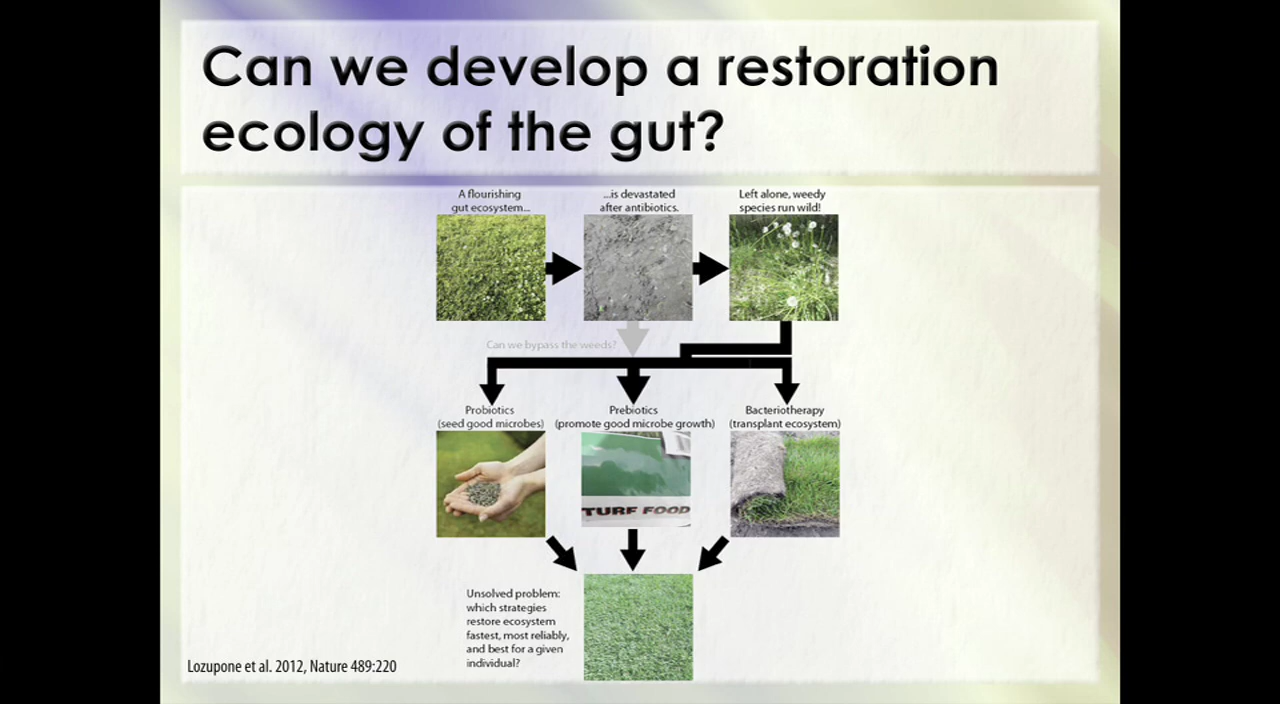 Can we develop a restoration
ecology of the gut?
A flourishing
gut ecosystem...
...is devastated
after antibiotics.
Left alone, weedy
species run wild!
Can we bypass the weeds?
Probiotics
(seed good microbes)
Prebiotics
(promote good microbe growth)
Bacteriotherapy
(transplant ecosystem)
TURF FOOD
Unsolved problem:
which strategies
restore ecosystem
fastest, most reliably,
and best for a given
individual?
Lozupone et al. 2012, Nature 489:220